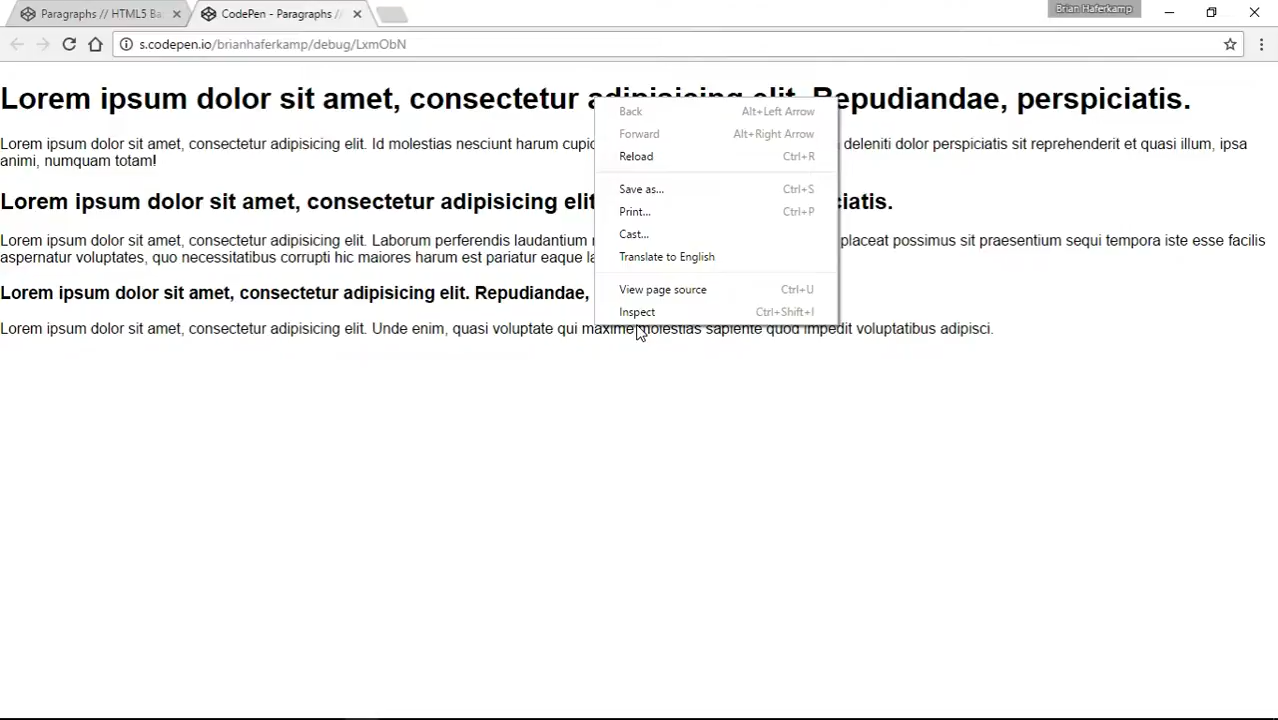 Paragraphs // HTML5 Ba
CodePen - Paragraphs //
Brian Haferkamp
s.codepen.io/brianhaferkamp/debug/LxmObN
Lorem ipsum dolor sit amet, consectetur adipisicing elit. Repudiandae, perspiciatis.
Lorem ipsum dolor sit amet, consectetur adipisicing elit. Id molestias nesciunt harum cupic deleniti dolor perspiciatis sit reprehenderit et quasi illum, ipsa
animi, numquam totam!
Lorem ipsum dolor sit amet, consectetur adipisicing elit ciatis.
Lorem ipsum dolor sit amet, consectetur adipisicing elit. Laborum perferendis laudantium placeat possimus sit praesentium sequi tempora iste esse facilis
aspernatur voluptates, quo necessitatibus corrupti hic maiores harum est pariatur eaque la
Lorem ipsum dolor sit amet, consectetur adipisicing elit. Repudiandae,
Lorem ipsum dolor sit amet, consectetur adipisicing elit. Unde enim, quasi voluptate qui maxime molestias sapiente quod impedit voluptatibus adipisci.
Back Alt+Left Arrow
Forward Alt+Right Arrow
Reload Ctrl+R
Save as... Ctrl+S
Print... Ctrl+P
Cast...
Translate to English
View page source Ctrl+U
Inspect Ctrl+Shift+I